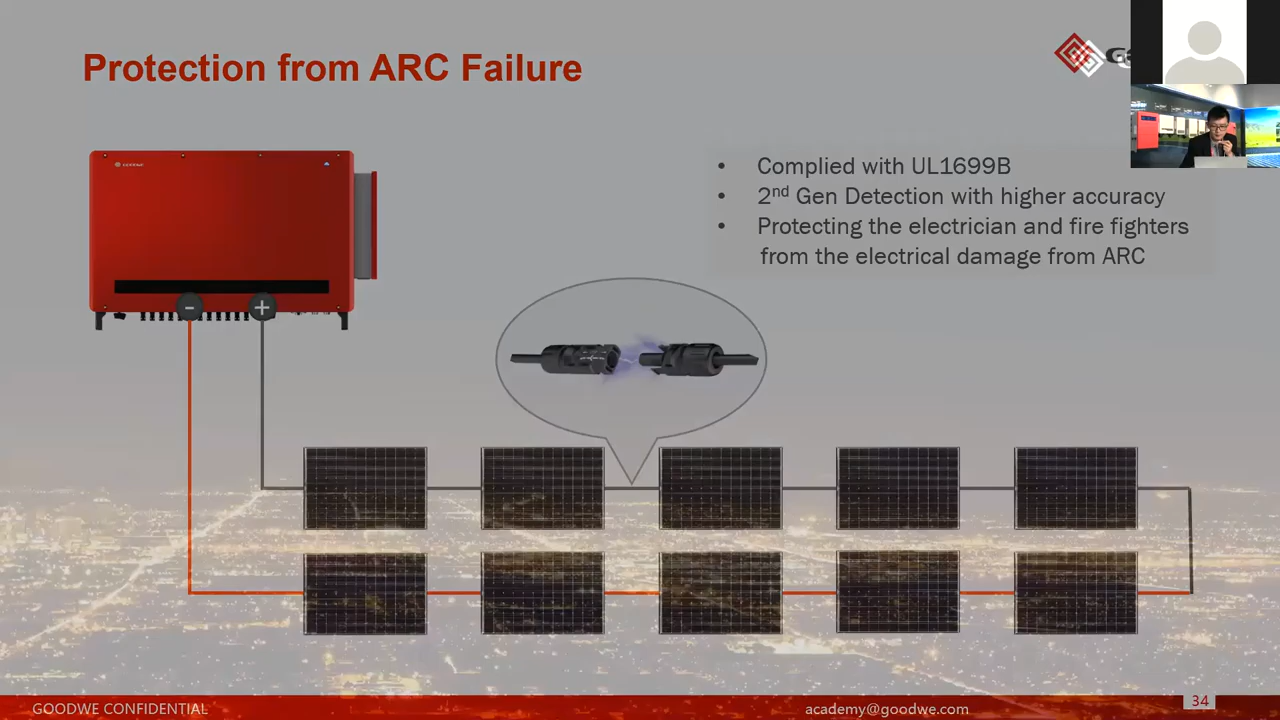 Protection from ARC Failure
• Complied with UL1699B
• 2nd Gen Detection with higher accuracy
• Protecting the electrician and fire fighters
from the electrical damage from ARC
-
+
GOODWE CONFIDENTIAL
academy@goodwe.com
34